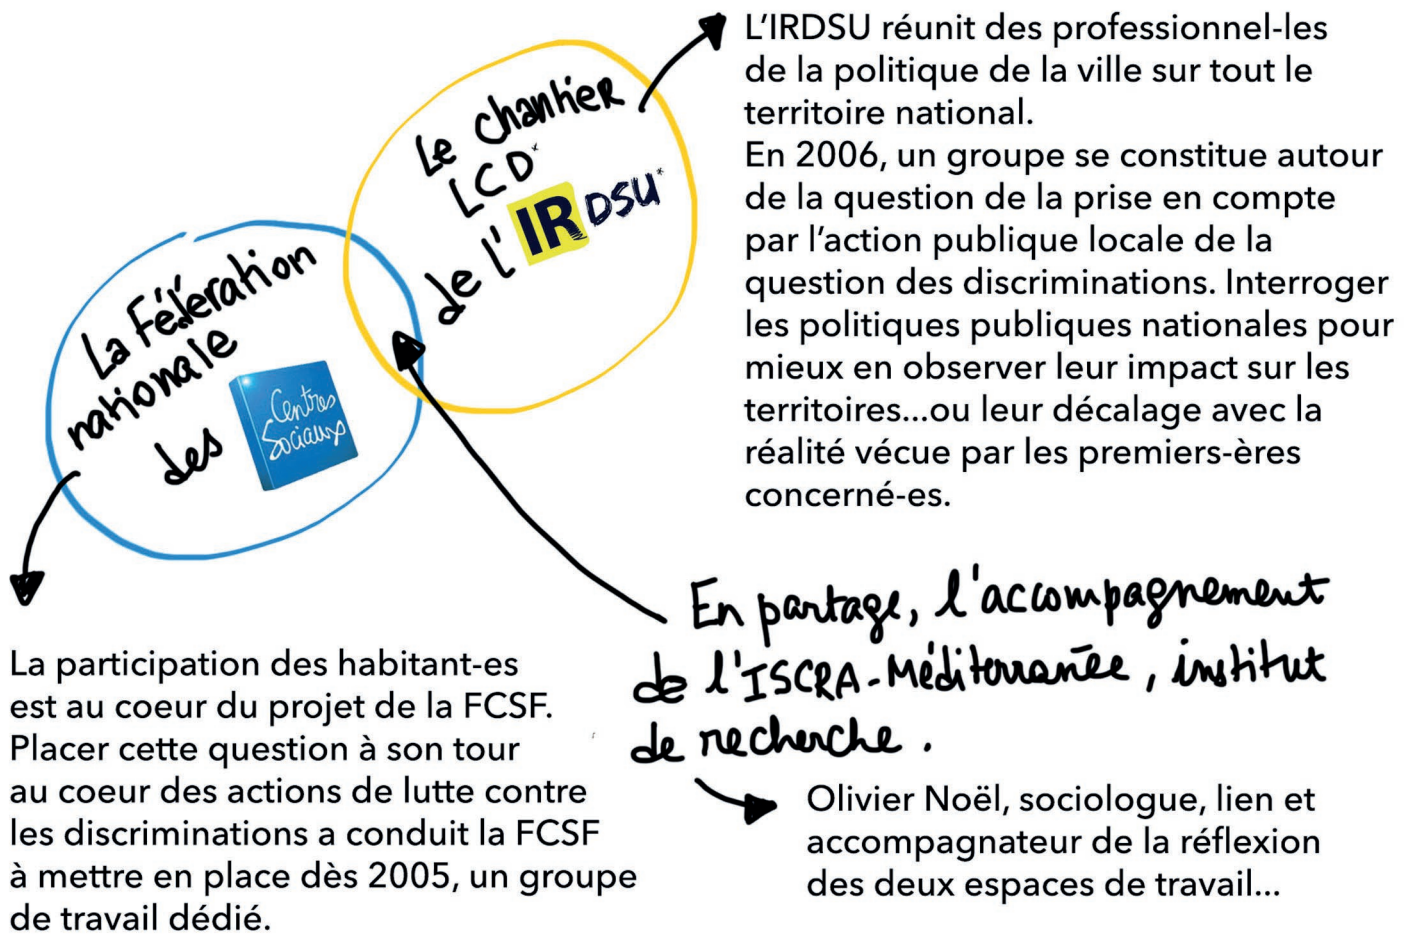 Le chantier
LCD*
de l'IRDSU*
L'IRDSU réunit des professionnel-les
de la politique de la ville sur tout le
territoire national.
En 2006, un groupe se constitue autour
de la question de la prise en compte
par l'action publique locale de la
question des discriminations. Interroger
les politiques publiques nationales pour
mieux en observer leur impact sur les
territoires...ou leur décalage avec la
réalité vécue par les premiers-ères
concerné-es.
La Fédération
nationale
des Centres
Sociaux
En partage, l'accompagnement
de l'ISCRA-Méditerranée, institut
de recherche.
Olivier Noël, sociologue, lien et
accompagnateur de la réflexion
des deux espaces de travail...
La participation des habitant-es
est au coeur du projet de la FCSF.
Placer cette question à son tour
au coeur des actions de lutte contre
les discriminations a conduit la FCSF
à mettre en place dès 2005, un groupe
de travail dédié.